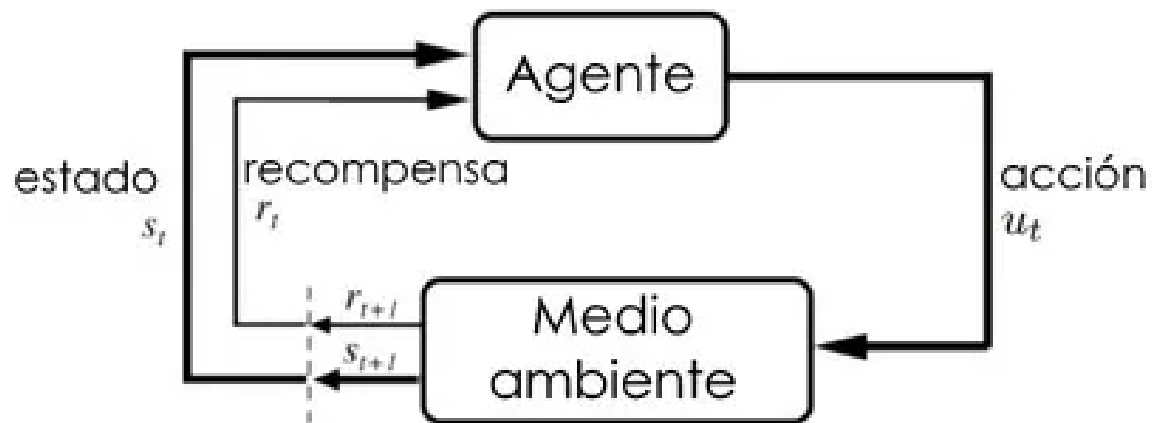 Agente
estado
s_t
recompensa
r_t
acción
u_t
r_{t+1}
s_{t+1}
Medio
ambiente